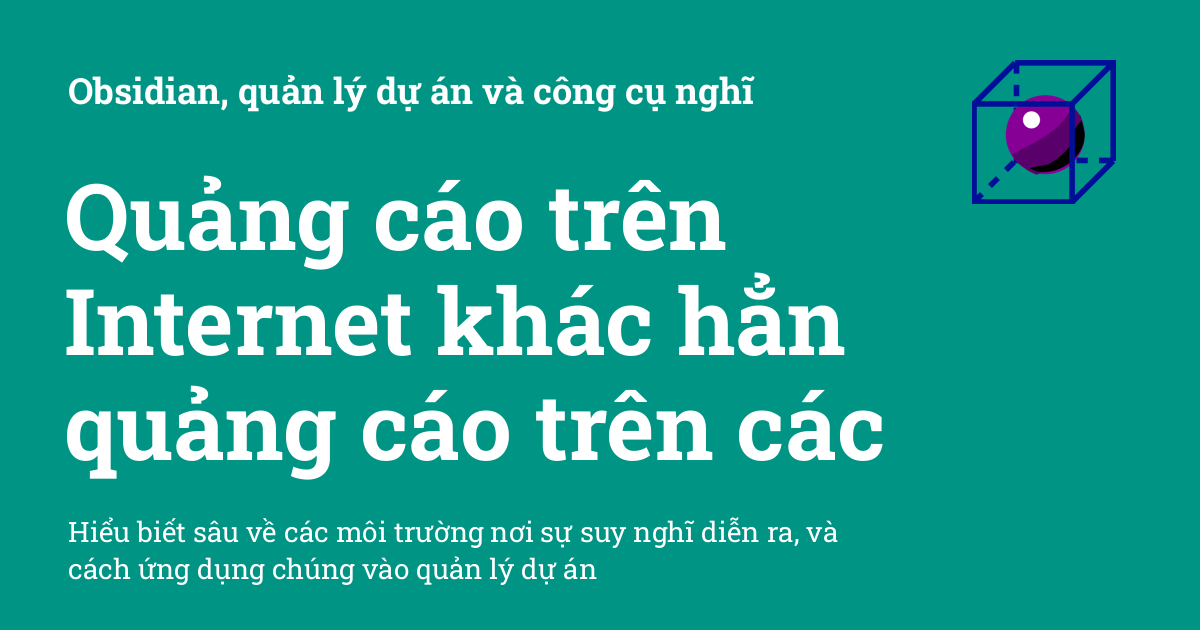 Obsidian, quản lý dự án và công cụ nghĩ
Quảng cáo trên
Internet khác hẳn
quảng cáo trên các
Hiểu biết sâu về các môi trường nơi sự suy nghĩ diễn ra, và
cách ứng dụng chúng vào quản lý dự án